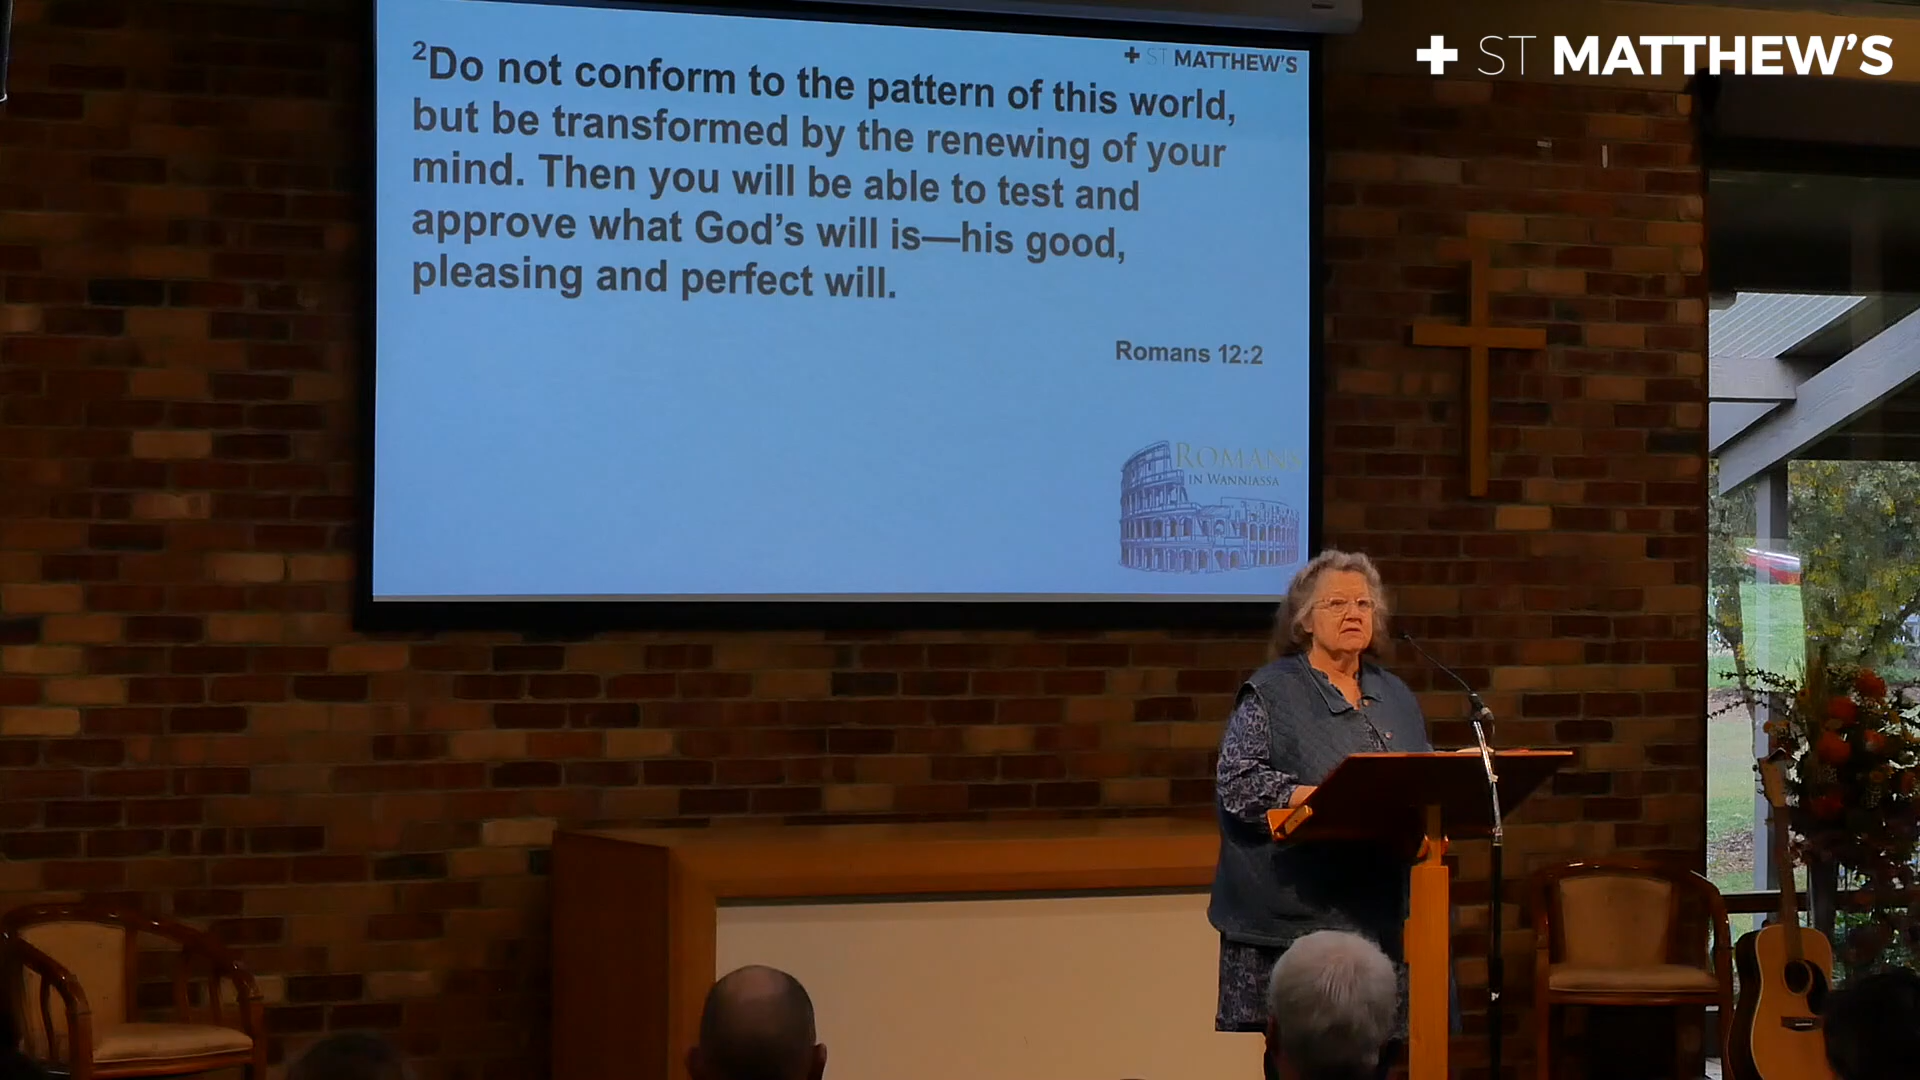 + ST MATTHEW'S
+ ST MATTHEW'S
²Do not conform to the pattern of this world,
but be transformed by the renewing of your
mind. Then you will be able to test and
approve what God's will is—his good,
pleasing and perfect will.
Romans 12:2
ROMANS
IN WANNIASSA